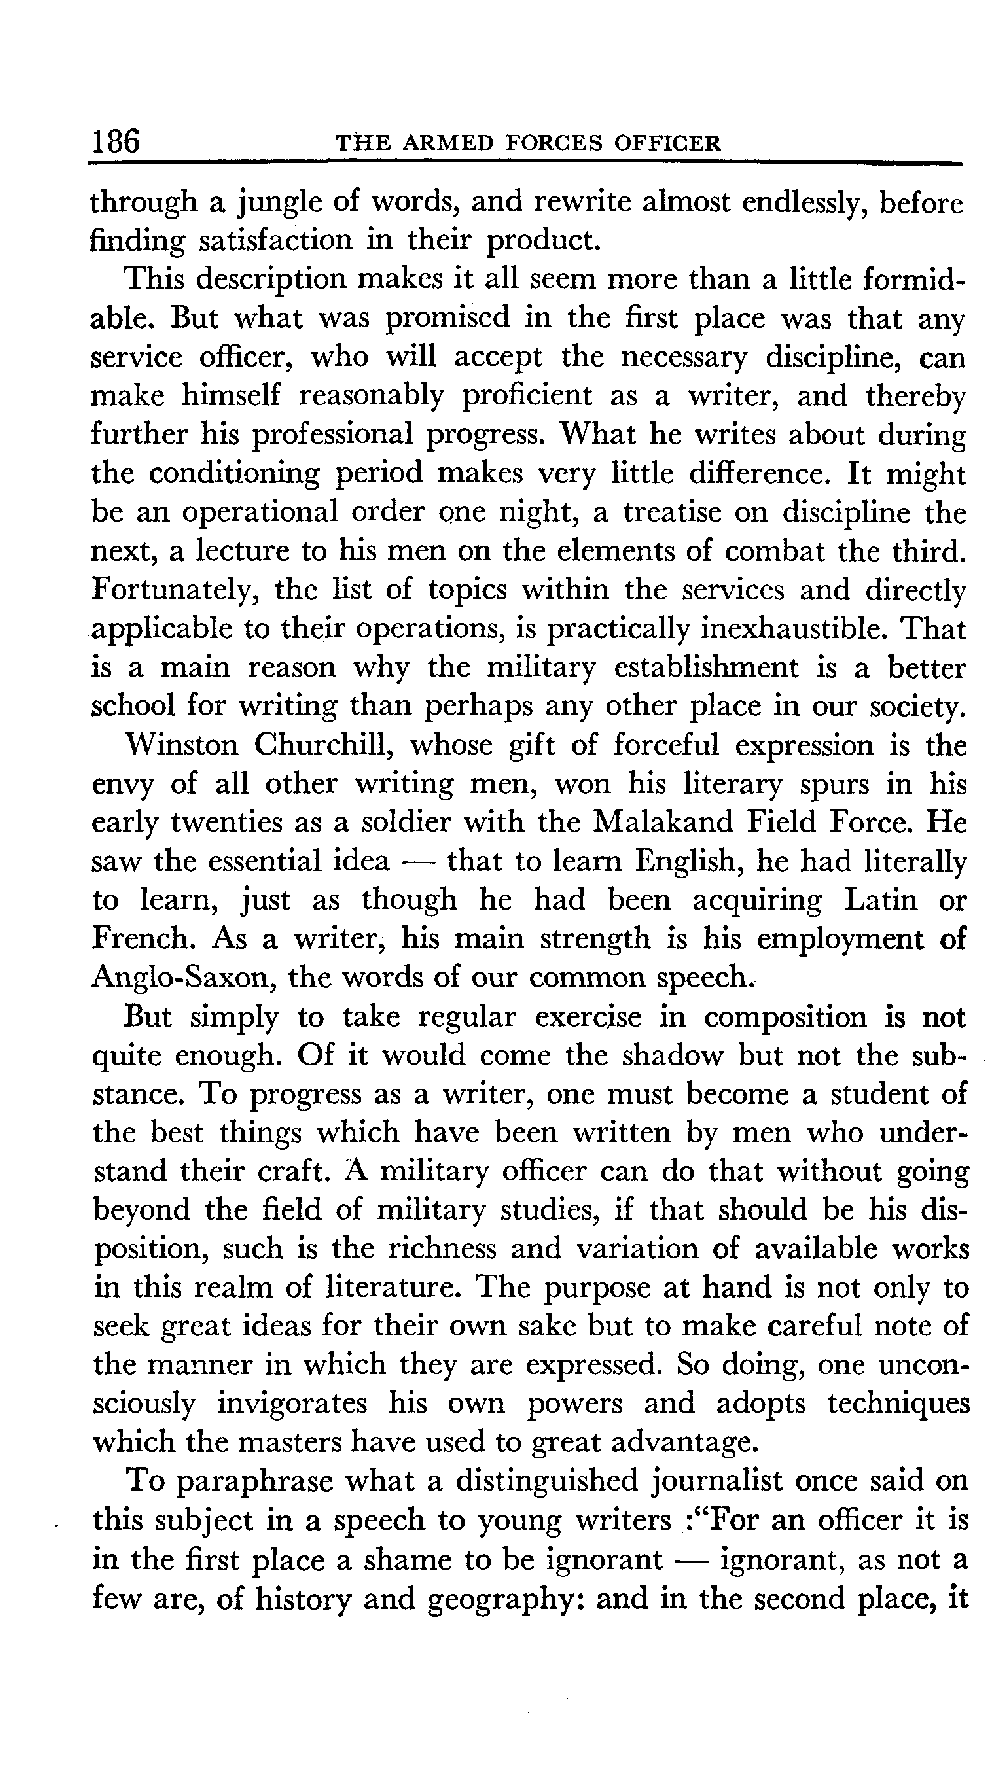 186 THE ARMED FORCES OFFICER
through a jungle of words, and rewrite almost endlessly, before
finding satisfaction in their product.
This description makes it all seem more than a little formid-
able. But what was promised in the first place was that any
service officer, who will accept the necessary discipline, can
make himself reasonably proficient as a writer, and thereby
further his professional progress. What he writes about during
the conditioning period makes very little difference. It might
be an operational order one night, a treatise on discipline the
next, a lecture to his men on the elements of combat the third.
Fortunately, the list of topics within the services and directly
applicable to their operations, is practically inexhaustible. That
is a main reason why the military establishment is a better
school for writing than perhaps any other place in our society.
Winston Churchill, whose gift of forceful expression is the
envy of all other writing men, won his literary spurs in his
early twenties as a soldier with the Malakand Field Force. He
saw the essential idea — that to learn English, he had literally
to learn, just as though he had been acquiring Latin or
French. As a writer, his main strength is his employment of
Anglo-Saxon, the words of our common speech.
But simply to take regular exercise in composition is not
quite enough. Of it would come the shadow but not the sub-
stance. To progress as a writer, one must become a student of
the best things which have been written by men who under-
stand their craft. A military officer can do that without going
beyond the field of military studies, if that should be his dis-
position, such is the richness and variation of available works
in this realm of literature. The purpose at hand is not only to
seek great ideas for their own sake but to make careful note of
the manner in which they are expressed. So doing, one uncon-
sciously invigorates his own powers and adopts techniques
which the masters have used to great advantage.
To paraphrase what a distinguished journalist once said on
this subject in a speech to young writers :"For an officer it is
in the first place a shame to be ignorant — ignorant, as not a
few are, of history and geography: and in the second place, it